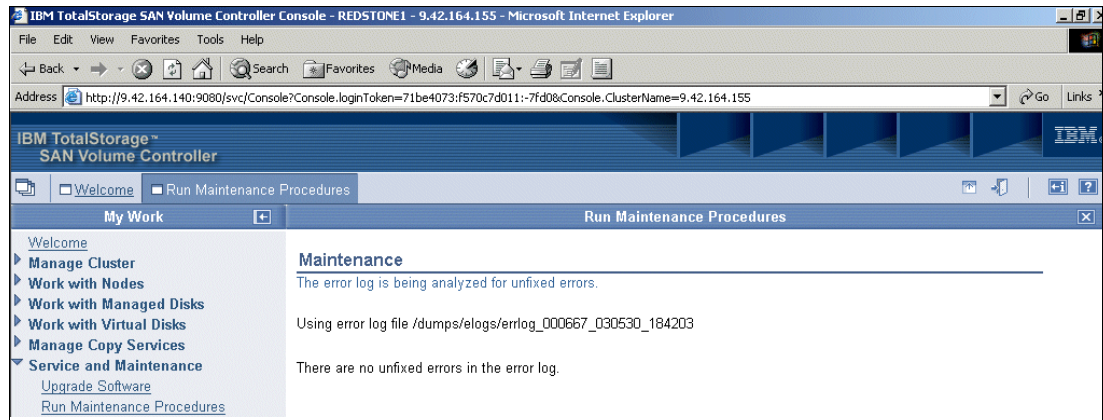 IBM TotalStorage SAN Volume Controller Console - REDSTONE1 - 9.42.164.155 - Microsoft Internet Explorer
File Edit View Favorites Tools Help
Back Search Favorites Media
Address http://9.42.164.140:9080/svc/Console?Console.loginToken=71be4073:f570c7d011:-7fd0&Console.ClusterName=9.42.164.155 Go Links
IBM TotalStorage™
SAN Volume Controller
IBM.
Welcome Run Maintenance Procedures
My Work
Run Maintenance Procedures
Welcome
Manage Cluster
Work with Nodes
Work with Managed Disks
Work with Virtual Disks
Manage Copy Services
Service and Maintenance
Upgrade Software
Run Maintenance Procedures
Maintenance
The error log is being analyzed for unfixed errors.
Using error log file /dumps/elogs/errlog_000667_030530_184203
There are no unfixed errors in the error log.